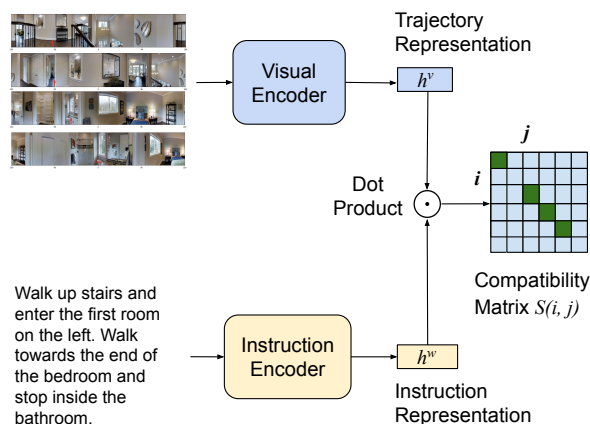 Trajectory
Representation
Visual
Encoder
h^v
j
i
Dot
Product
Compatibility
Matrix S(i, j)
Walk up stairs and
enter the first room
on the left. Walk
towards the end of
the bedroom and
stop inside the
bathroom.
Instruction
Encoder
h^w
Instruction
Representation